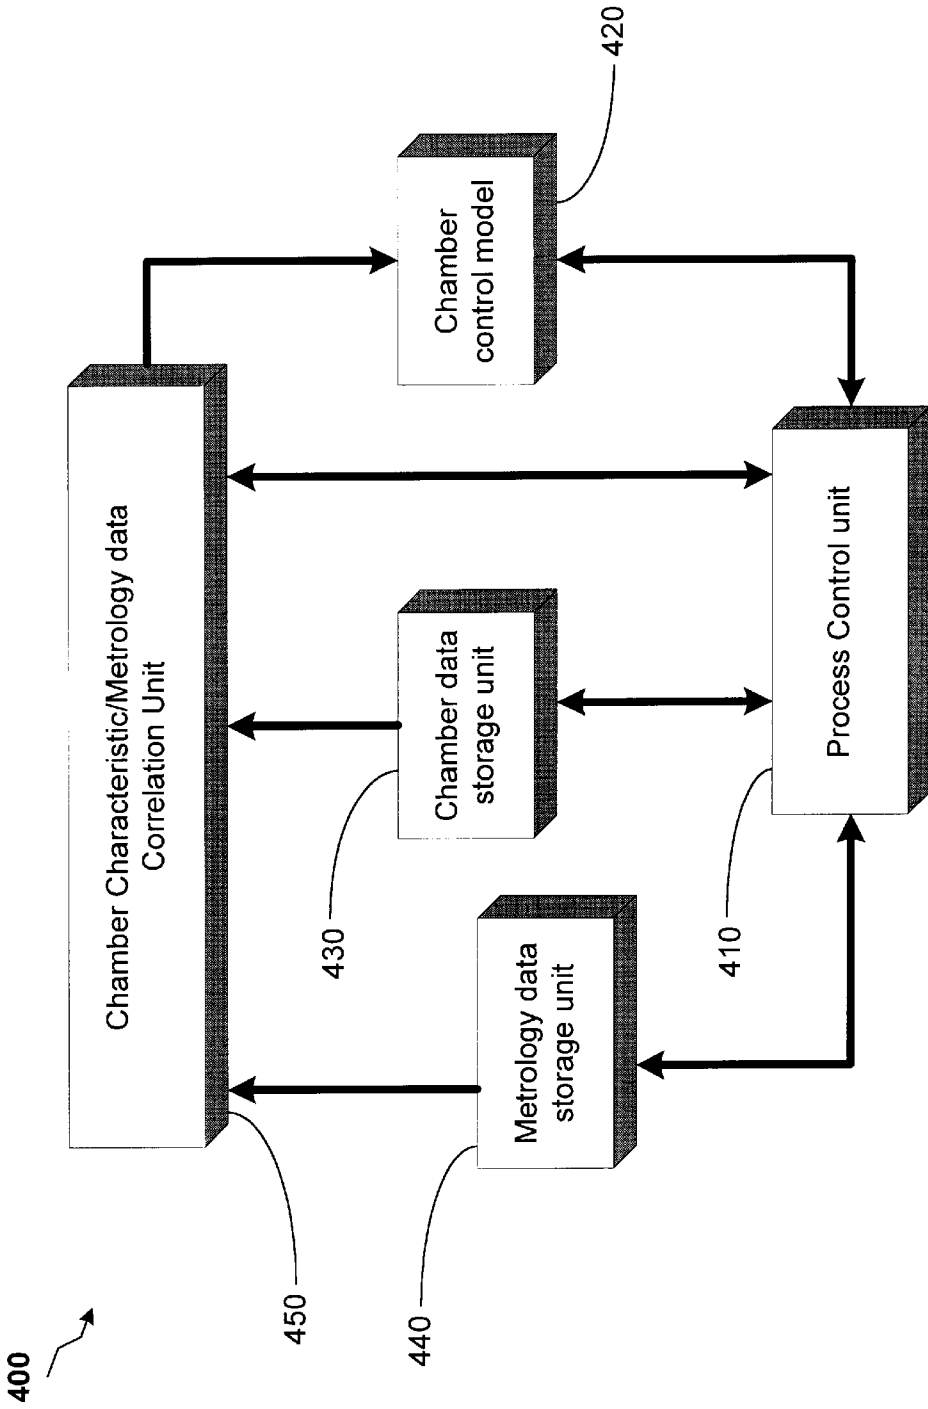 400
Chamber Characteristic/Metrology data
Correlation Unit
450
Metrology data
storage unit
440
Chamber data
storage unit
430
Chamber
control model
420
Process Control unit
410